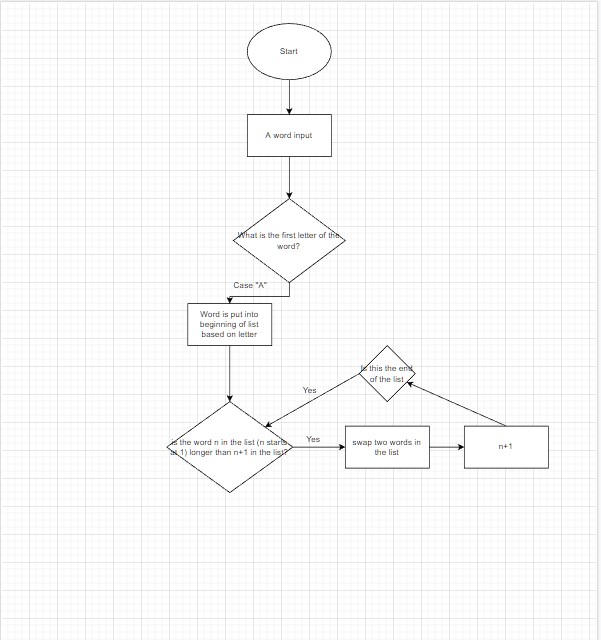 Start
A word input
What is the first letter of the
word?
Case "A"
Word is put into
beginning of list
based on letter
Is this the end
of the list
Yes
is the word n in the list (n starts
at 1) longer than n+1 in the list?
Yes
swap two words in
the list
n+1